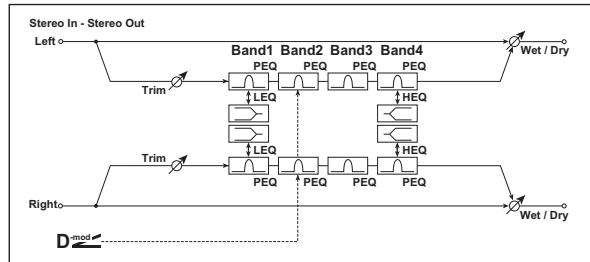 Stereo In - Stereo Out
Left
Band1 Band2 Band3 Band4
Wet / Dry
PEQ PEQ PEQ PEQ
Trim
LEQ HEQ
LEQ HEQ
Trim
PEQ PEQ PEQ PEQ
Right
Wet / Dry
D-mod